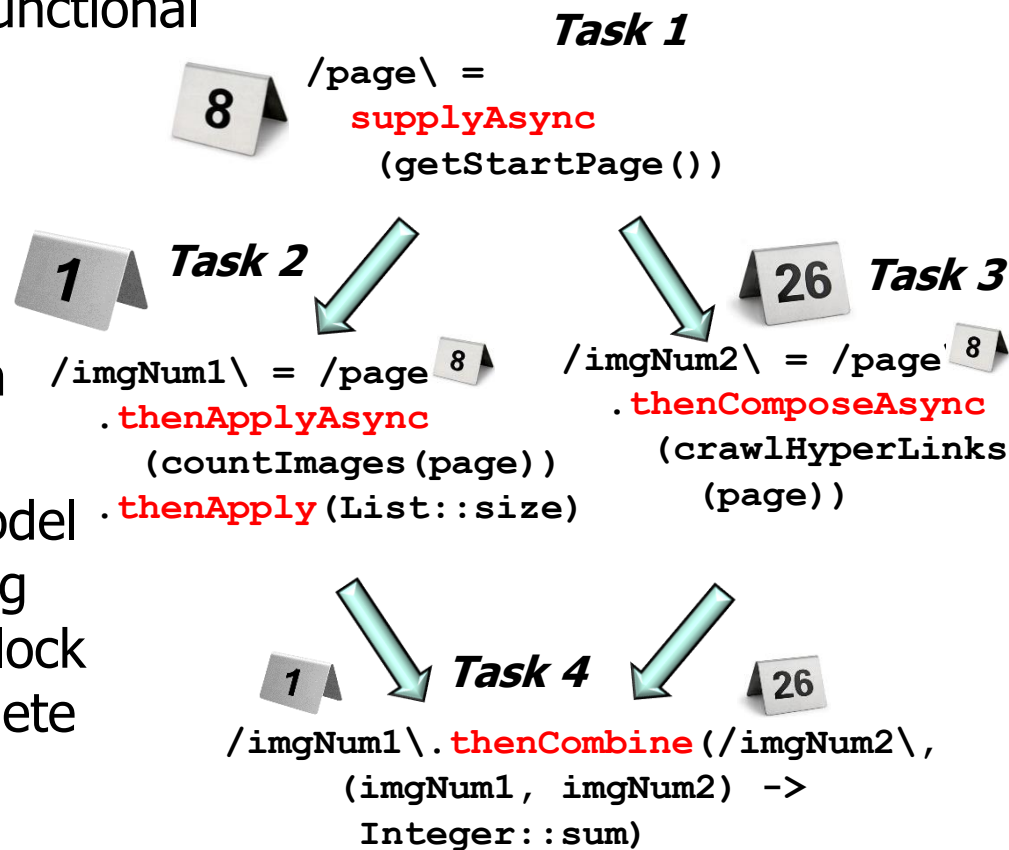 unctional
Task 1
8
/page\ =
supplyAsync
(getStartPage())
1
Task 2
26
Task 3
/imgNum1\ = /page 8
.thenApplyAsync
(countImages(page))
.thenApply(List::size)
/imgNum2\ = /page 8
.thenComposeAsync
(crawlHyperLinks
(page))
odel
g
lock
ete
1
Task 4
26
/imgNum1\.thenCombine(/imgNum2\,
(imgNum1, imgNum2) ->
Integer::sum)